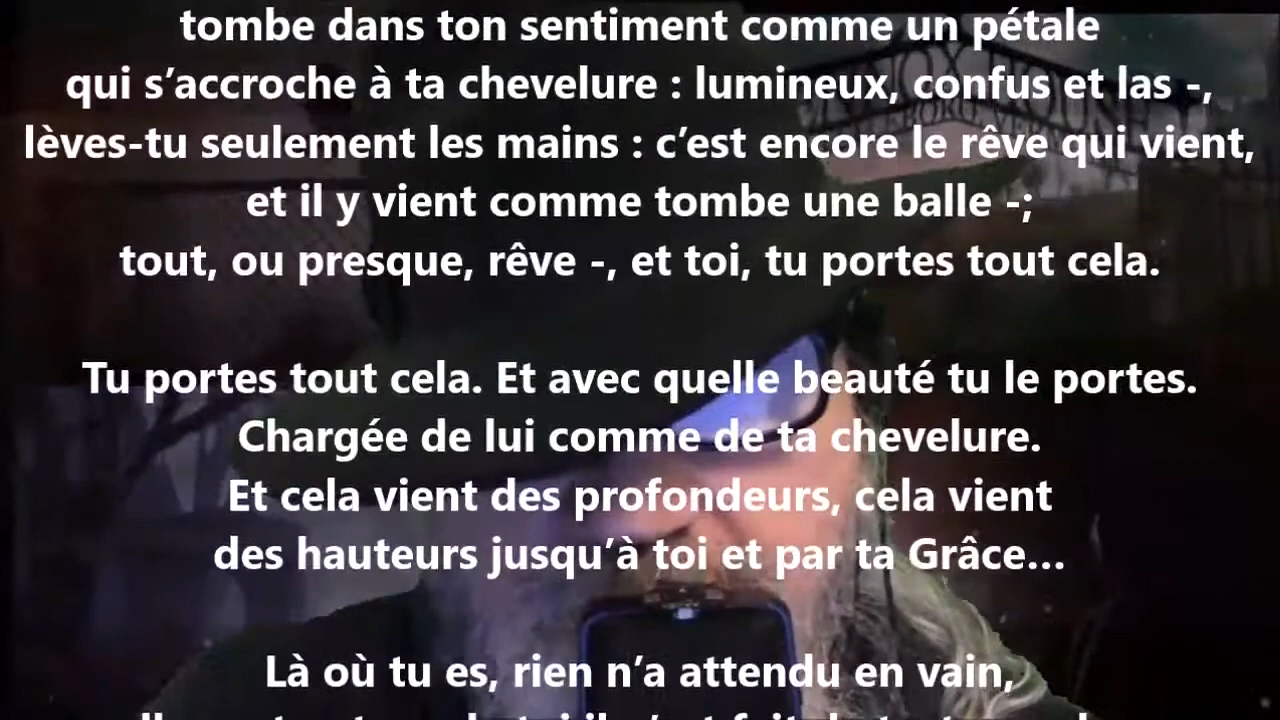 tombe dans ton sentiment comme un pétale
qui s’accroche à ta chevelure : lumineux, confus et las -,
lèves-tu seulement les mains : c’est encore le rêve qui vient,
et il y vient comme tombe une balle -;
tout, ou presque, rêve -, et toi, tu portes tout cela.
Tu portes tout cela. Et avec quelle beauté tu le portes.
Chargée de lui comme de ta chevelure.
Et cela vient des profondeurs, cela vient
des hauteurs jusqu’à toi et par ta Grâce...
Là où tu es, rien n’a attendu en vain,